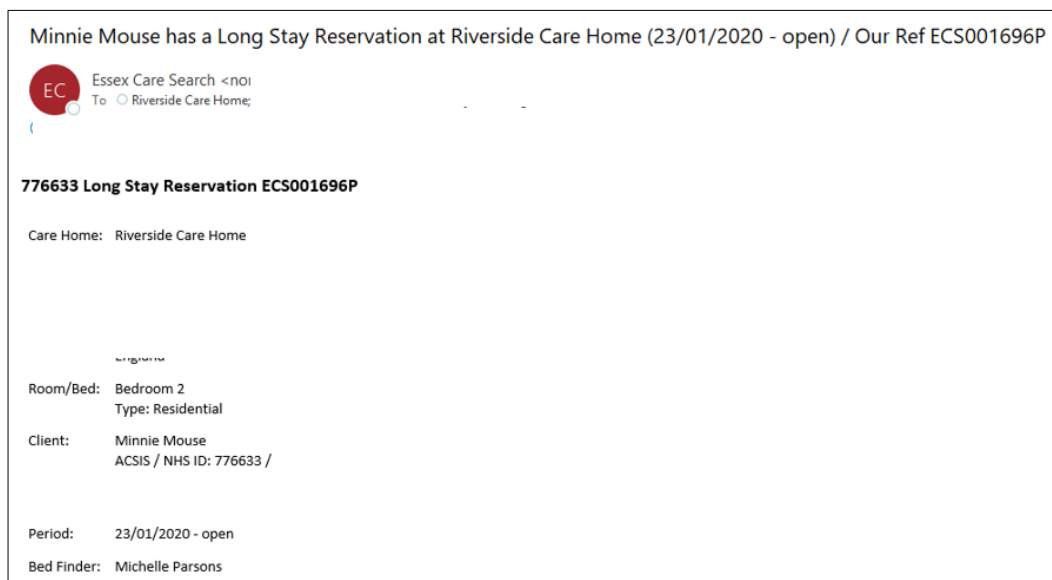 Minnie Mouse has a Long Stay Reservation at Riverside Care Home (23/01/2020 - open) / Our Ref ECS001696P
EC
Essex Care Search
To Riverside Care Home;
776633 Long Stay Reservation ECS001696P
Care Home: Riverside Care Home
Room/Bed: Bedroom 2
Type: Residential
Client: Minnie Mouse
ACSIS / NHS ID: 776633 /
Period: 23/01/2020 - open
Bed Finder: Michelle Parsons